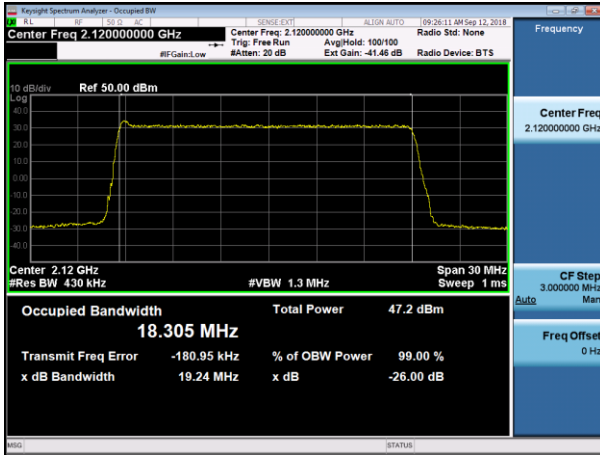 Keysight Spectrum Analyzer - Occupied BW
RL RF 50 Ω AC SENSE:EXT ALIGN AUTO 09:26:11 AM Sep 12, 2018
Center Freq 2.120000000 GHz
Center Freq: 2.120000000 GHz Radio Std: None
Trig: Free Run Avg|Hold: 100/100
#IFGain:Low #Atten: 20 dB Ext Gain: -41.46 dB Radio Device: BTS
Frequency
10 dB/div Ref 50.00 dBm
Log
40.0
30.0
20.0
10.0
0.00
-10.0
-20.0
-30.0
-40.0
Center Freq
2.120000000 GHz
Center 2.12 GHz Span 30 MHz
#Res BW 430 kHz #VBW 1.3 MHz Sweep 1 ms
CF Step
3.000000 MHz
Auto Man
Occupied Bandwidth Total Power 47.2 dBm
18.305 MHz
Transmit Freq Error -180.95 kHz % of OBW Power 99.00 %
x dB Bandwidth 19.24 MHz x dB -26.00 dB
Freq Offset
0 Hz
MSG STATUS